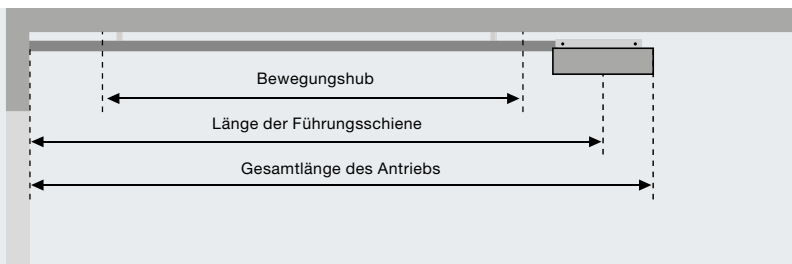 Bewegungshub
Länge der Führungsschiene
Gesamtlänge des Antriebs